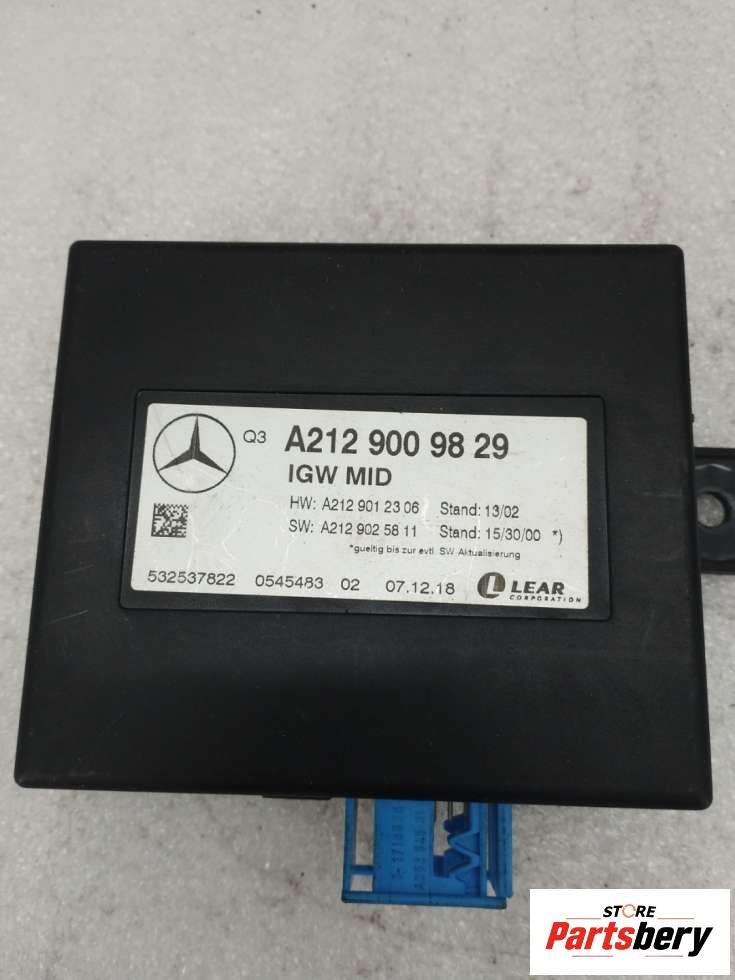 Q3 A212 900 98 29
IGW MID
HW: A212 901 23 06 Stand: 13/02
SW: A212 902 58 11 Stand: 15/30/00 *)
*gueltig bis zur evtl. SW-Aktualisierung
532537822 0545483 02 07.12.18 LEAR
CORPORATION
STORE
Partsbery